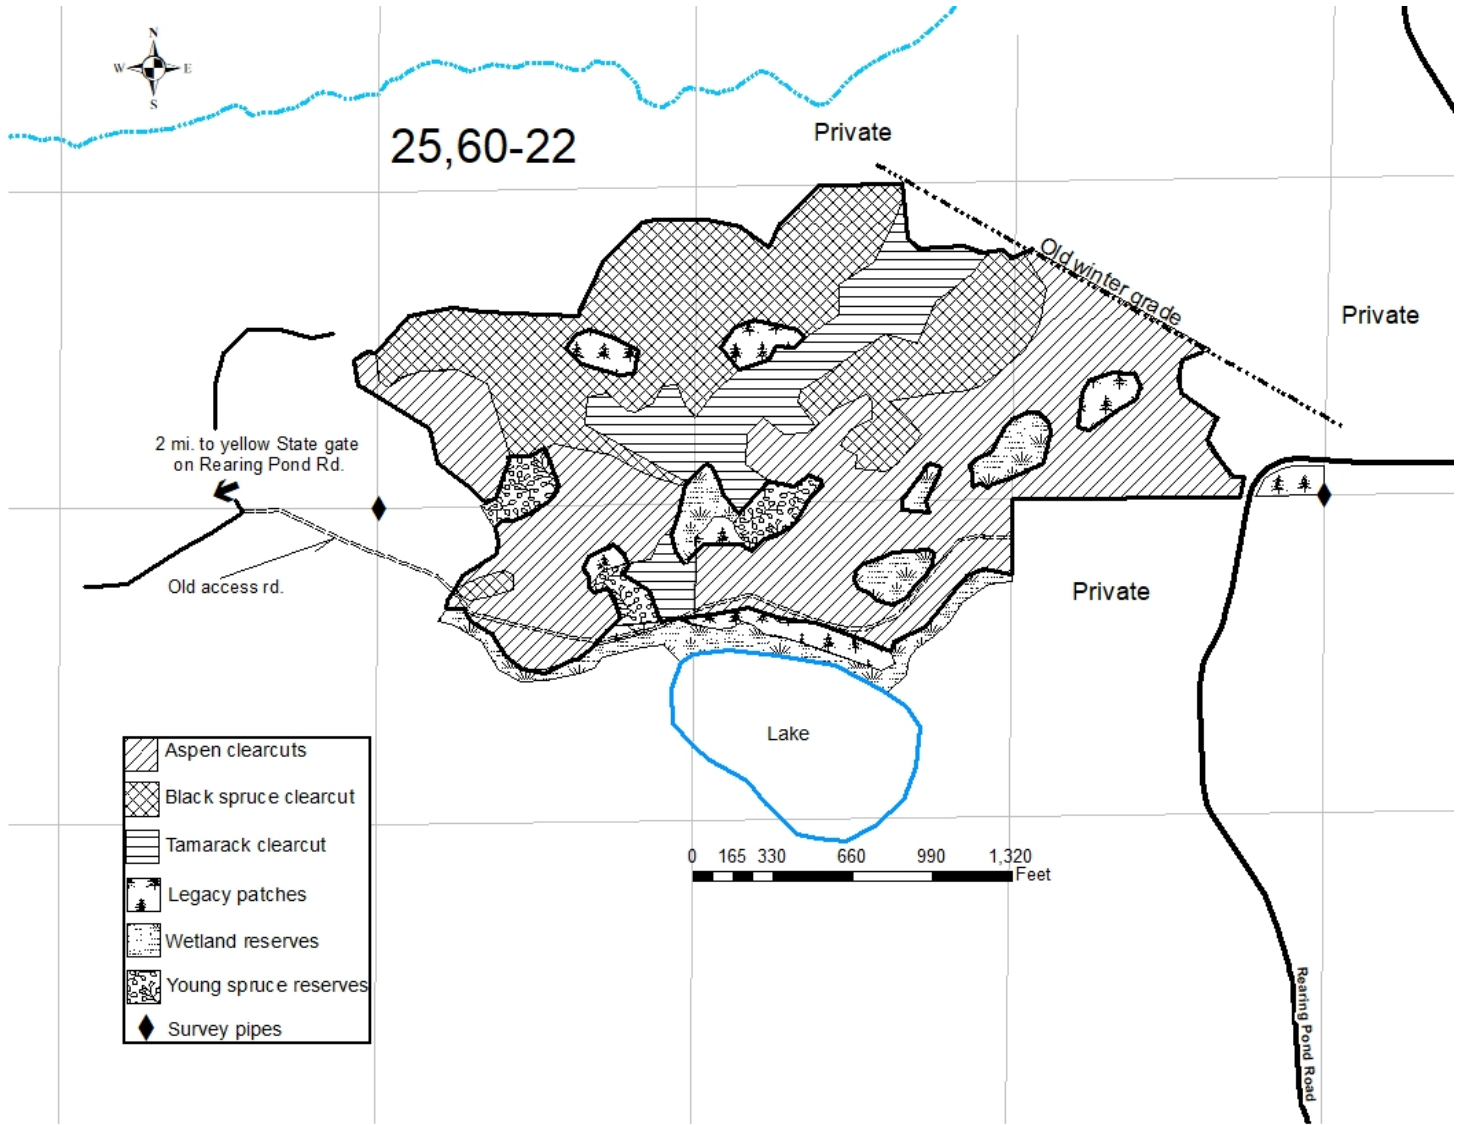 N
W E
S
25,60-22
Private
Old winter grade
Private
2 mi. to yellow State gate
on Rearing Pond Rd.
Old access rd.
Private
Lake
Aspen clearcuts
Black spruce clearcut
Tamarack clearcut
Legacy patches
Wetland reserves
Young spruce reserves
Survey pipes
0 165 330 660 990 1,320
Feet
Rearing Pond Road